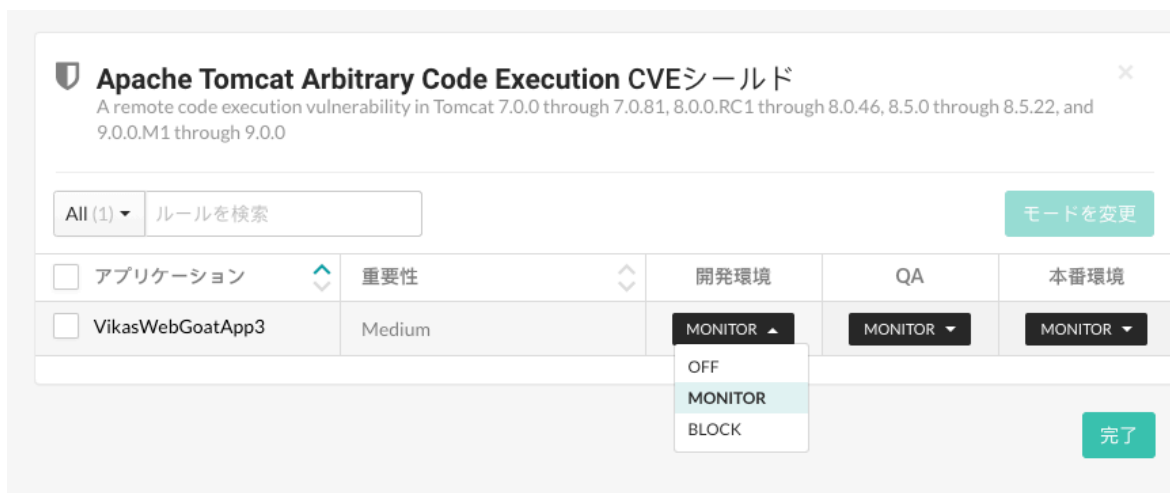 Apache Tomcat Arbitrary Code Execution CVEシールド
A remote code execution vulnerability in Tomcat 7.0.0 through 7.0.81, 8.0.0.RC1 through 8.0.46, 8.5.0 through 8.5.22, and
9.0.0.M1 through 9.0.0
All (1) ルールを検索 モードを変更
アプリケーション 重要性 開発環境 QA 本番環境
VikasWebGoatApp3 Medium MONITOR MONITOR MONITOR
OFF
MONITOR
BLOCK
完了